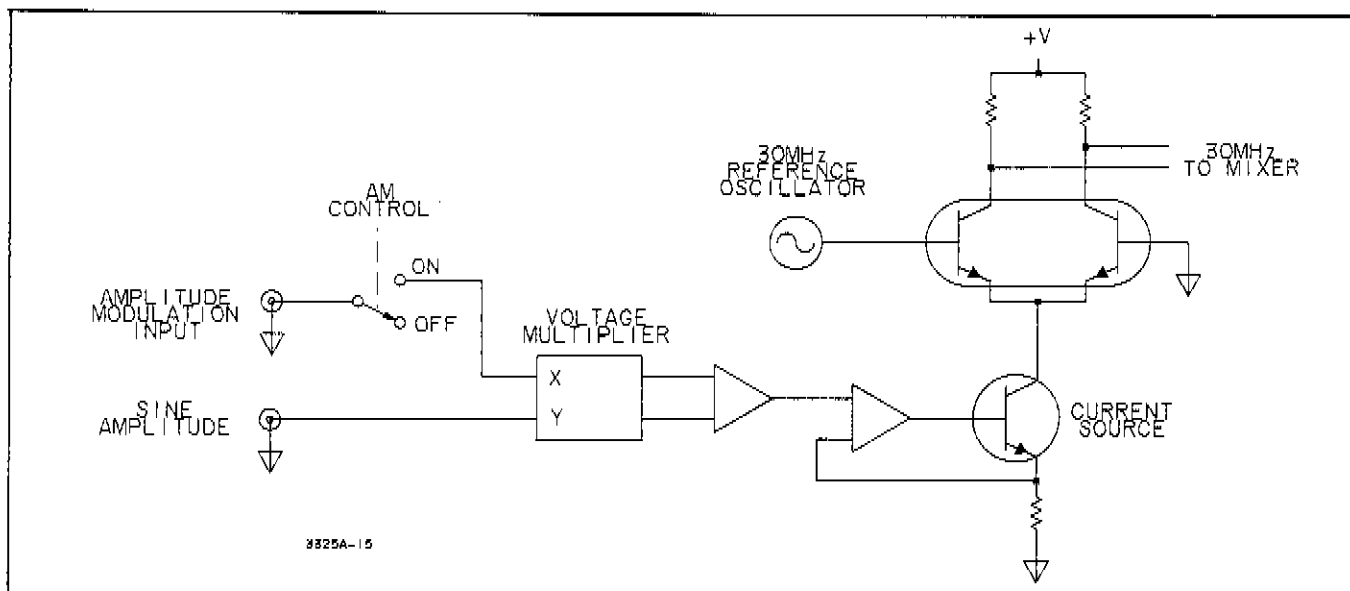 +V
30MHz
REFERENCE
OSCILLATOR
30MHz
TO MIXER
AM
CONTROL
ON
OFF
AMPLITUDE
MODULATION
INPUT
VOLTAGE
MULTIPLIER
X
Y
SINE
AMPLITUDE
CURRENT
SOURCE
3325A-15